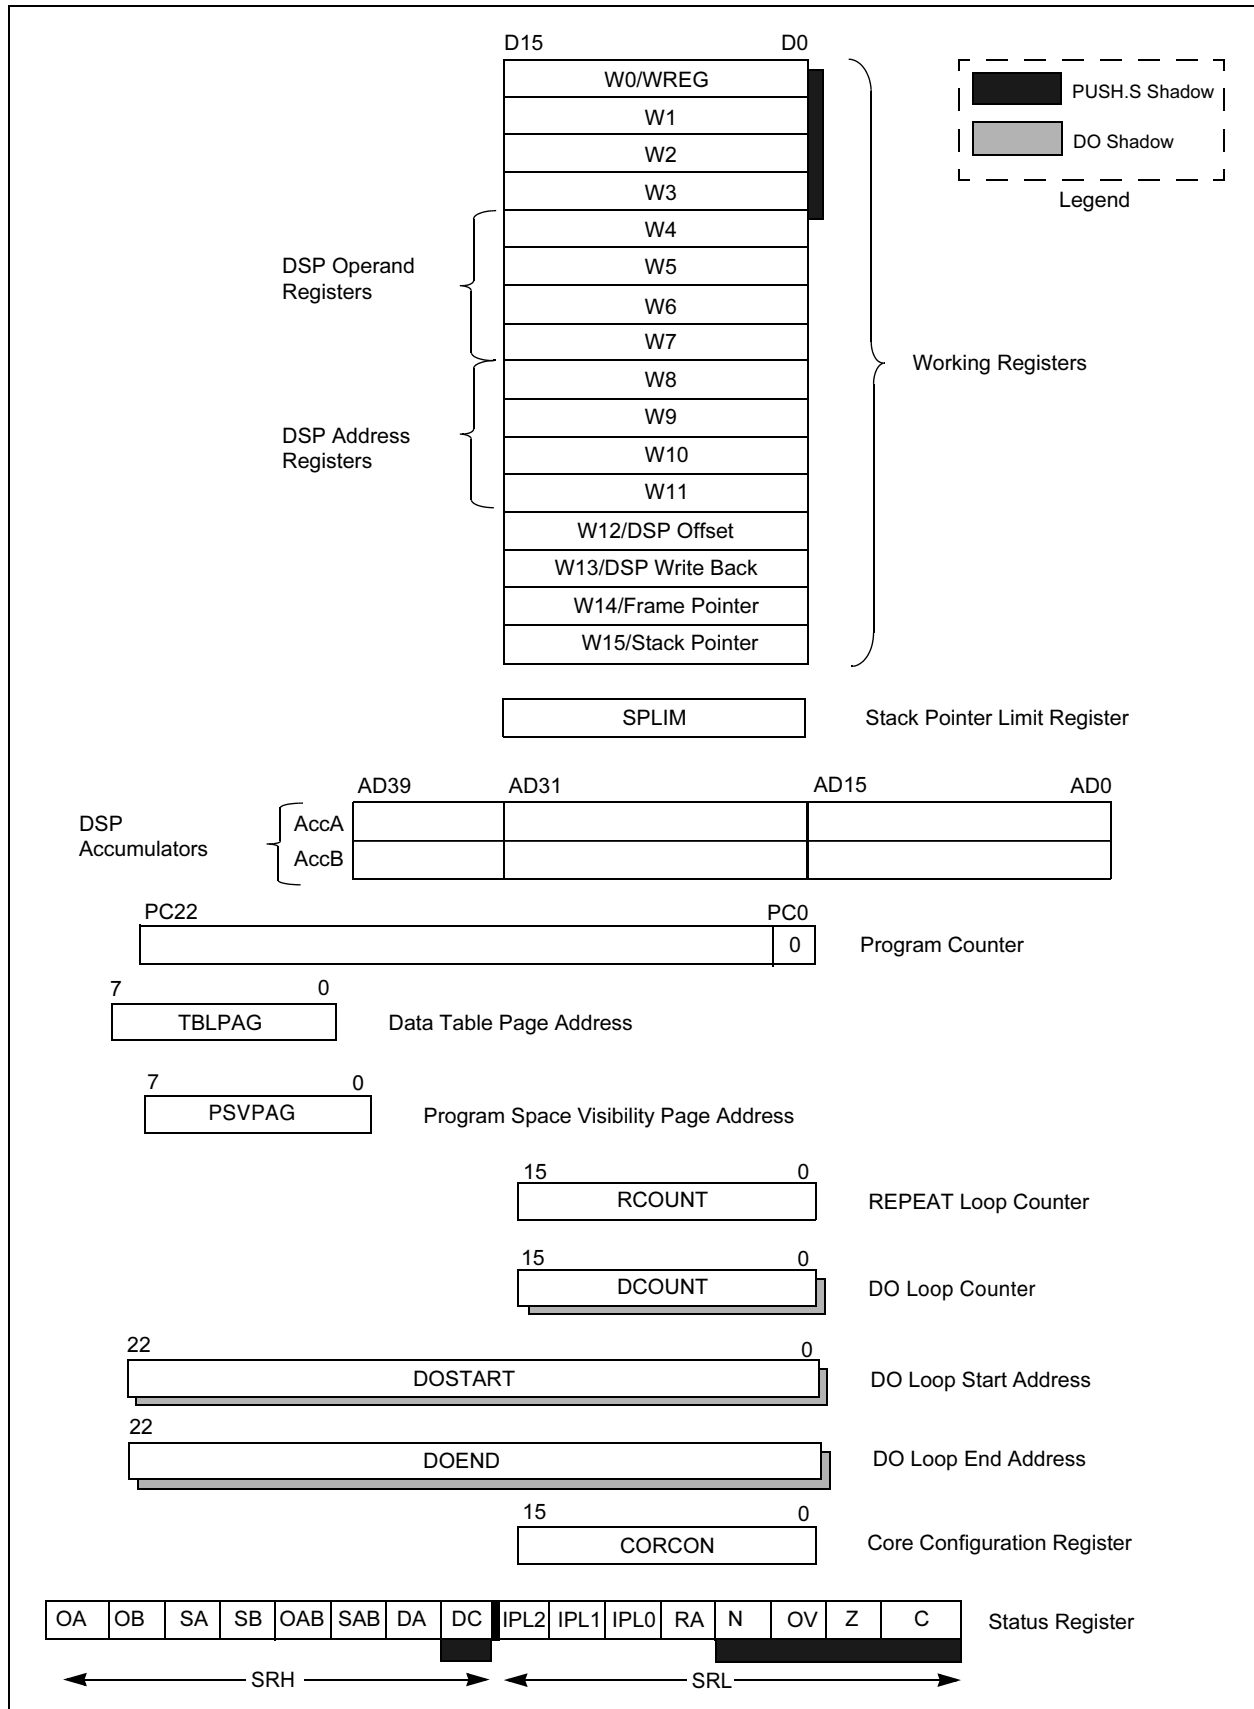 D15 D0
W0/WREG
W1
W2
W3
W4
W5
W6
W7
W8
W9
W10
W11
W12/DSP Offset
W13/DSP Write Back
W14/Frame Pointer
W15/Stack Pointer
PUSH.S Shadow
DO Shadow
Legend
DSP Operand
Registers
DSP Address
Registers
Working Registers
SPLIM
Stack Pointer Limit Register
AD39 AD31 AD15 AD0
DSP
Accumulators
AccA
AccB
PC22 PC0
0
Program Counter
7 0
TBLPAG
Data Table Page Address
7 0
PSVPAG
Program Space Visibility Page Address
15 0
RCOUNT
REPEAT Loop Counter
15 0
DCOUNT
DO Loop Counter
22 0
DOSTART
DO Loop Start Address
22
DOEND
DO Loop End Address
15 0
CORCON
Core Configuration Register
OA OB SA SB OAB SAB DA DC IPL2 IPL1 IPL0 RA N OV Z C
Status Register
SRH SRL